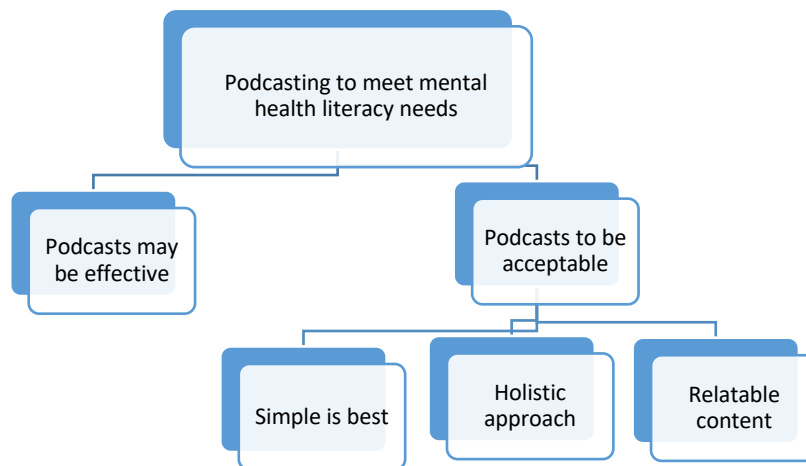 Podcasting to meet mental
health literacy needs
Podcasts may
be effective
Podcasts to be
acceptable
Simple is best
Holistic
approach
Relatable
content